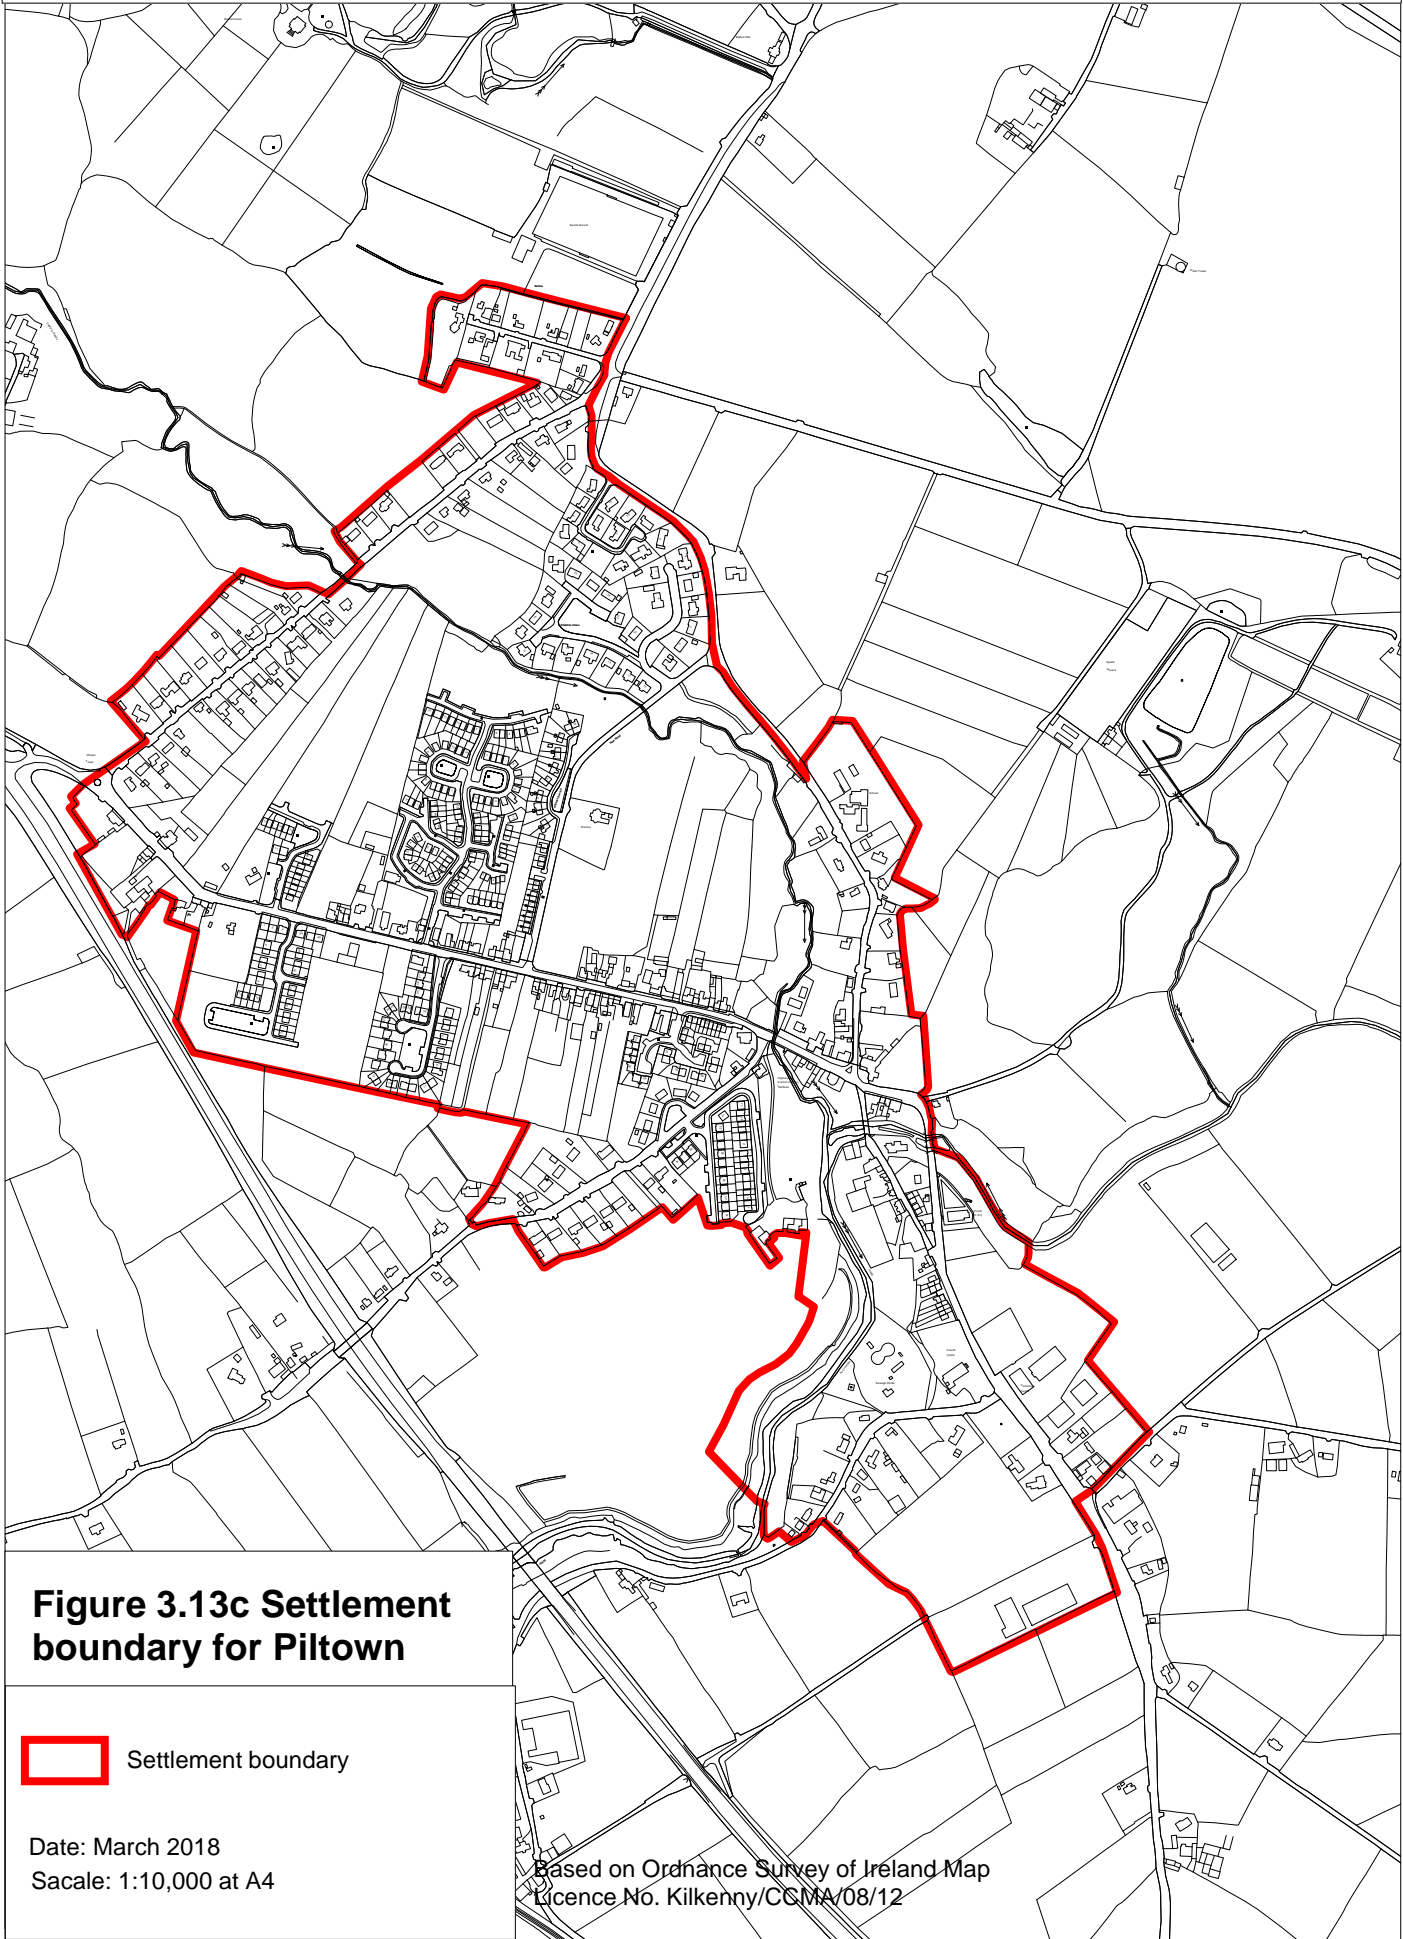 Figure 3.13c Settlement
boundary for Piltown
Settlement boundary
Date: March 2018
Sacale: 1:10,000 at A4
Based on Ordnance Survey of Ireland Map
Licence No. Kilkenny/CCMA/08/12